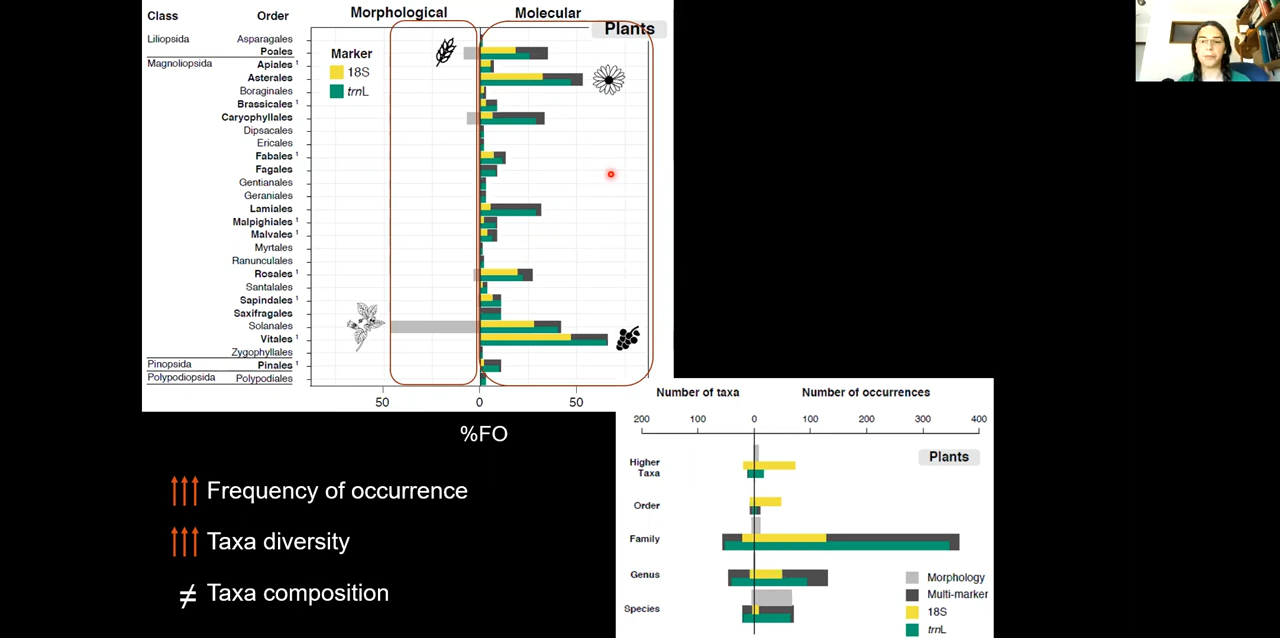 Class Order Morphological Molecular
Plants
Liliopsida Asparagales
Poales
Magnoliopsida Apiales ¹
Asterales
Boraginales
Brassicales ¹
Caryophyllales
Dipsacales
Ericales
Fabales ¹
Fagales
Gentianales
Geraniales
Lamiales
Malpighiales ¹
Malvales ¹
Myrtales
Ranunculales
Rosales ¹
Santalales
Sapindales ¹
Saxifragales
Solanales
Vitales ¹
Zygophyllales
Pinopsida Pinales ¹
Polypodiopsida Polypodiales
Marker
18S
trnL
50 0 50
%FO
↑↑↑ Frequency of occurrence
↑↑↑ Taxa diversity
≠ Taxa composition
Number of taxa Number of occurrences
200 100 0 100 200 300 400
Plants
Higher
Taxa
Order
Family
Genus
Species
Morphology
Multi-marker
18S
trnL